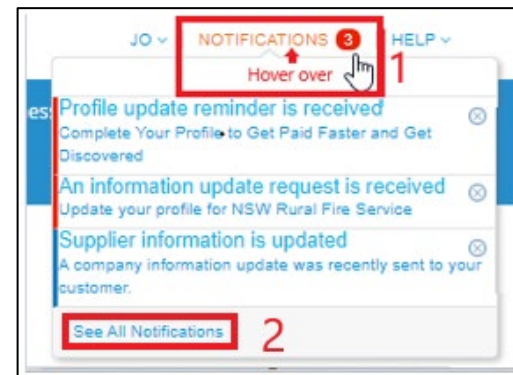 JO NOTIFICATIONS 3 HELP
Hover over 1
es
Profile update reminder is received
Complete Your Profile to Get Paid Faster and Get
Discovered
An information update request is received
Update your profile for NSW Rural Fire Service
Supplier information is updated
A company information update was recently sent to your
customer.
See All Notifications 2